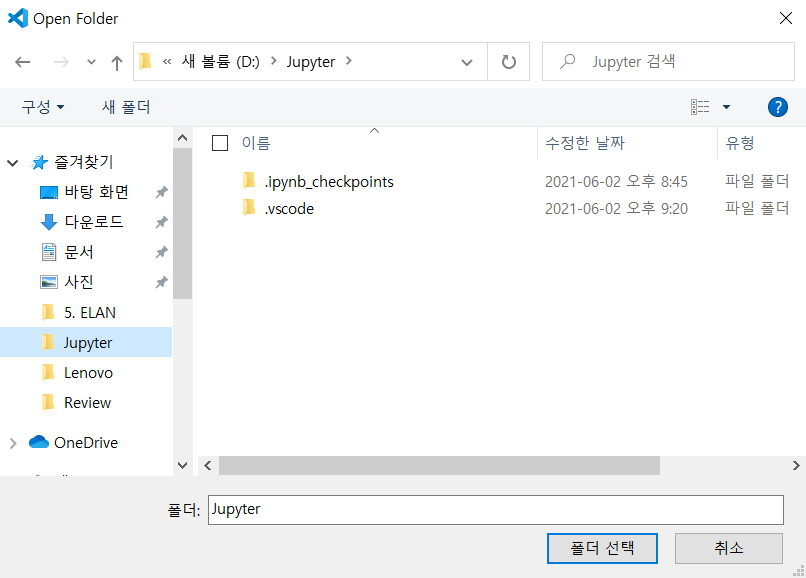 Open Folder
« 새 볼륨 (D:) > Jupyter >
Jupyter 검색
구성
새 폴더
?
즐겨찾기
바탕 화면
다운로드
문서
사진
5. ELAN
Jupyter
Lenovo
Review
OneDrive
이름 수정한 날짜 유형
.ipynb_checkpoints 2021-06-02 오후 8:45 파일 폴더
.vscode 2021-06-02 오후 9:20 파일 폴더
폴더: Jupyter
폴더 선택
취소